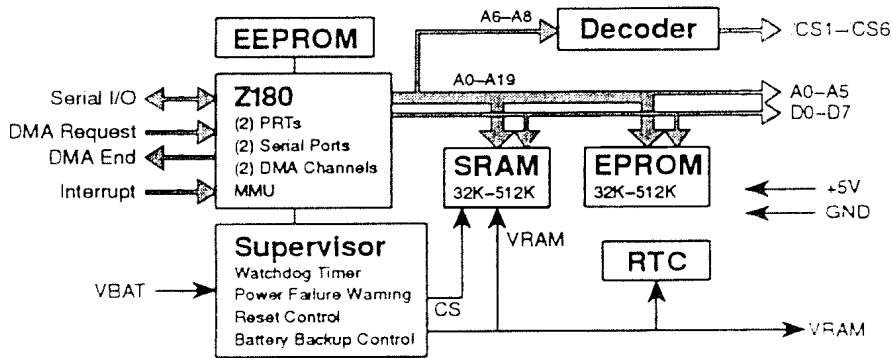 A6-A8
Decoder
/CS1-CS6
EEPROM
A0-A19
A0-A5
D0-D7
Serial I/O
DMA Request
DMA End
Interrupt
Z180
(2) PRTs
(2) Serial Ports
(2) DMA Channels
MMU
SRAM
32K-512K
EPROM
32K-512K
+5V
GND
VRAM
Supervisor
Watchdog Timer
Power Failure Warning
Reset Control
Battery Backup Control
VBAT
CS
RTC
VRAM